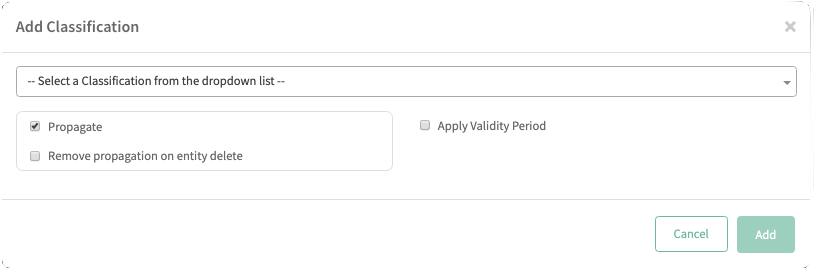 Add Classification
-- Select a Classification from the dropdown list --
Propagate
Apply Validity Period
Remove propagation on entity delete
Cancel
Add